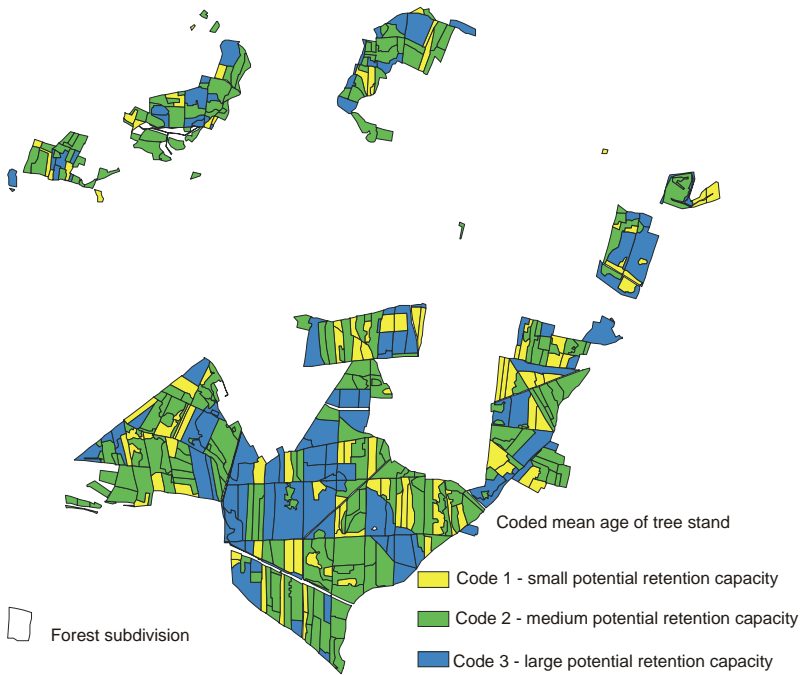 Coded mean age of tree stand
Code 1 - small potential retention capacity
Code 2 - medium potential retention capacity
Forest subdivision
Code 3 - large potential retention capacity